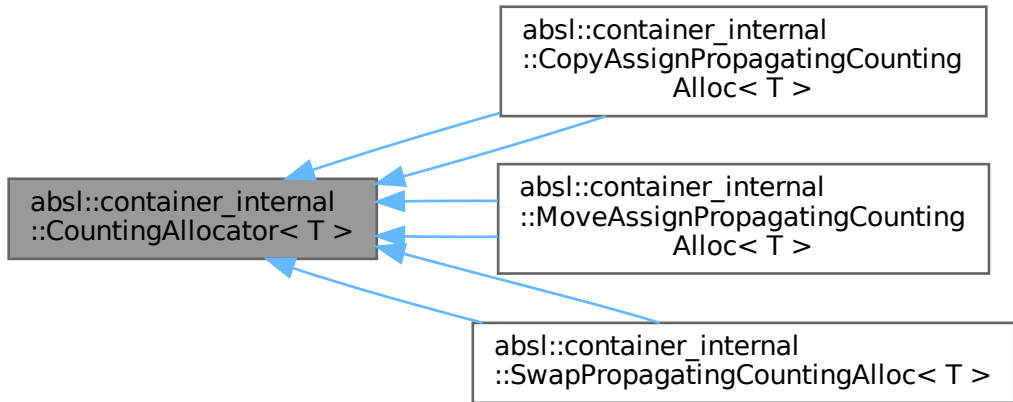 absl::container_internal
::CopyAssignPropagatingCounting
Alloc< T >
absl::container_internal
::CountingAllocator< T >
absl::container_internal
::MoveAssignPropagatingCounting
Alloc< T >
absl::container_internal
::SwapPropagatingCountingAlloc< T >